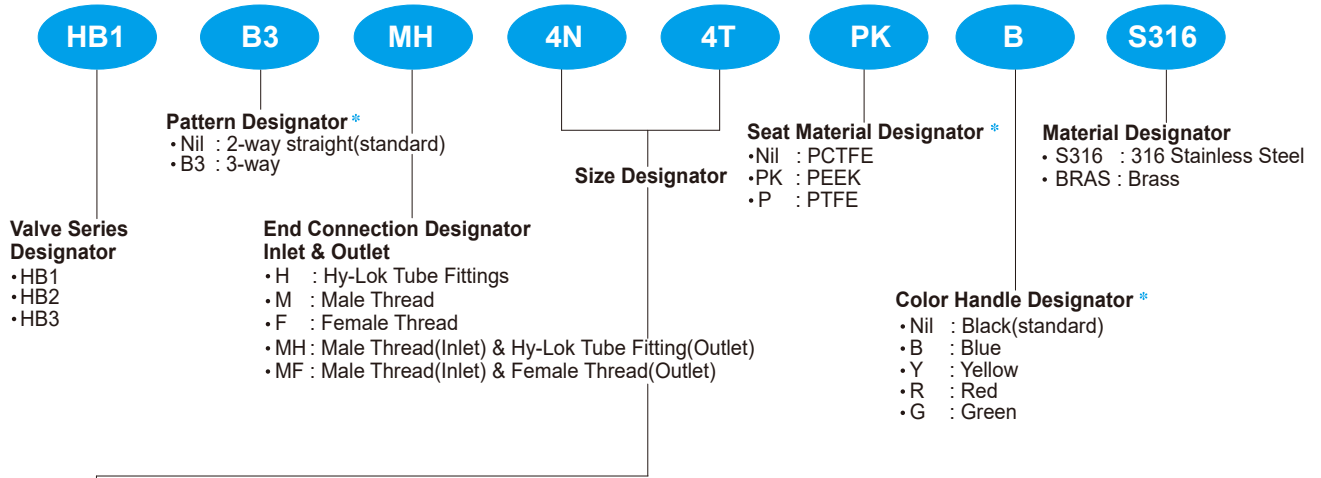 HB1 B3 MH 4N 4T PK B S316
Pattern Designator *
• Nil : 2-way straight(standard)
• B3 : 3-way
Size Designator
Seat Material Designator *
•Nil : PCTFE
•PK : PEEK
•P : PTFE
Material Designator
• S316 : 316 Stainless Steel
• BRAS : Brass
Valve Series
Designator
•HB1
•HB2
•HB3
End Connection Designator
Inlet & Outlet
• H : Hy-Lok Tube Fittings
• M : Male Thread
• F : Female Thread
• MH : Male Thread(Inlet) & Hy-Lok Tube Fitting(Outlet)
• MF : Male Thread(Inlet) & Female Thread(Outlet)
Color Handle Designator *
• Nil : Black(standard)
• B : Blue
• Y : Yellow
• R : Red
• G : Green